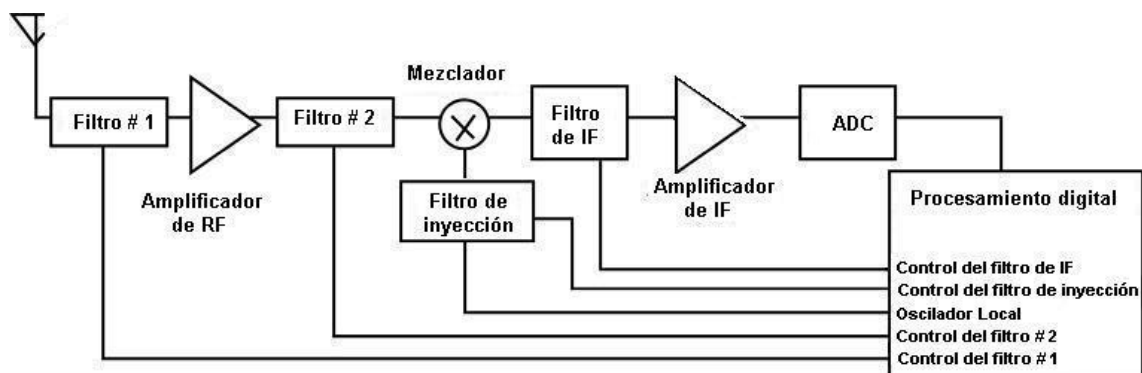 Mezclador
Filtro # 1
Filtro # 2
Filtro
de IF
ADC
Amplificador
de RF
Filtro de
inyección
Amplificador
de IF
Procesamiento digital
Control del filtro de IF
Control del filtro de inyección
Oscilador Local
Control del filtro # 2
Control del filtro # 1